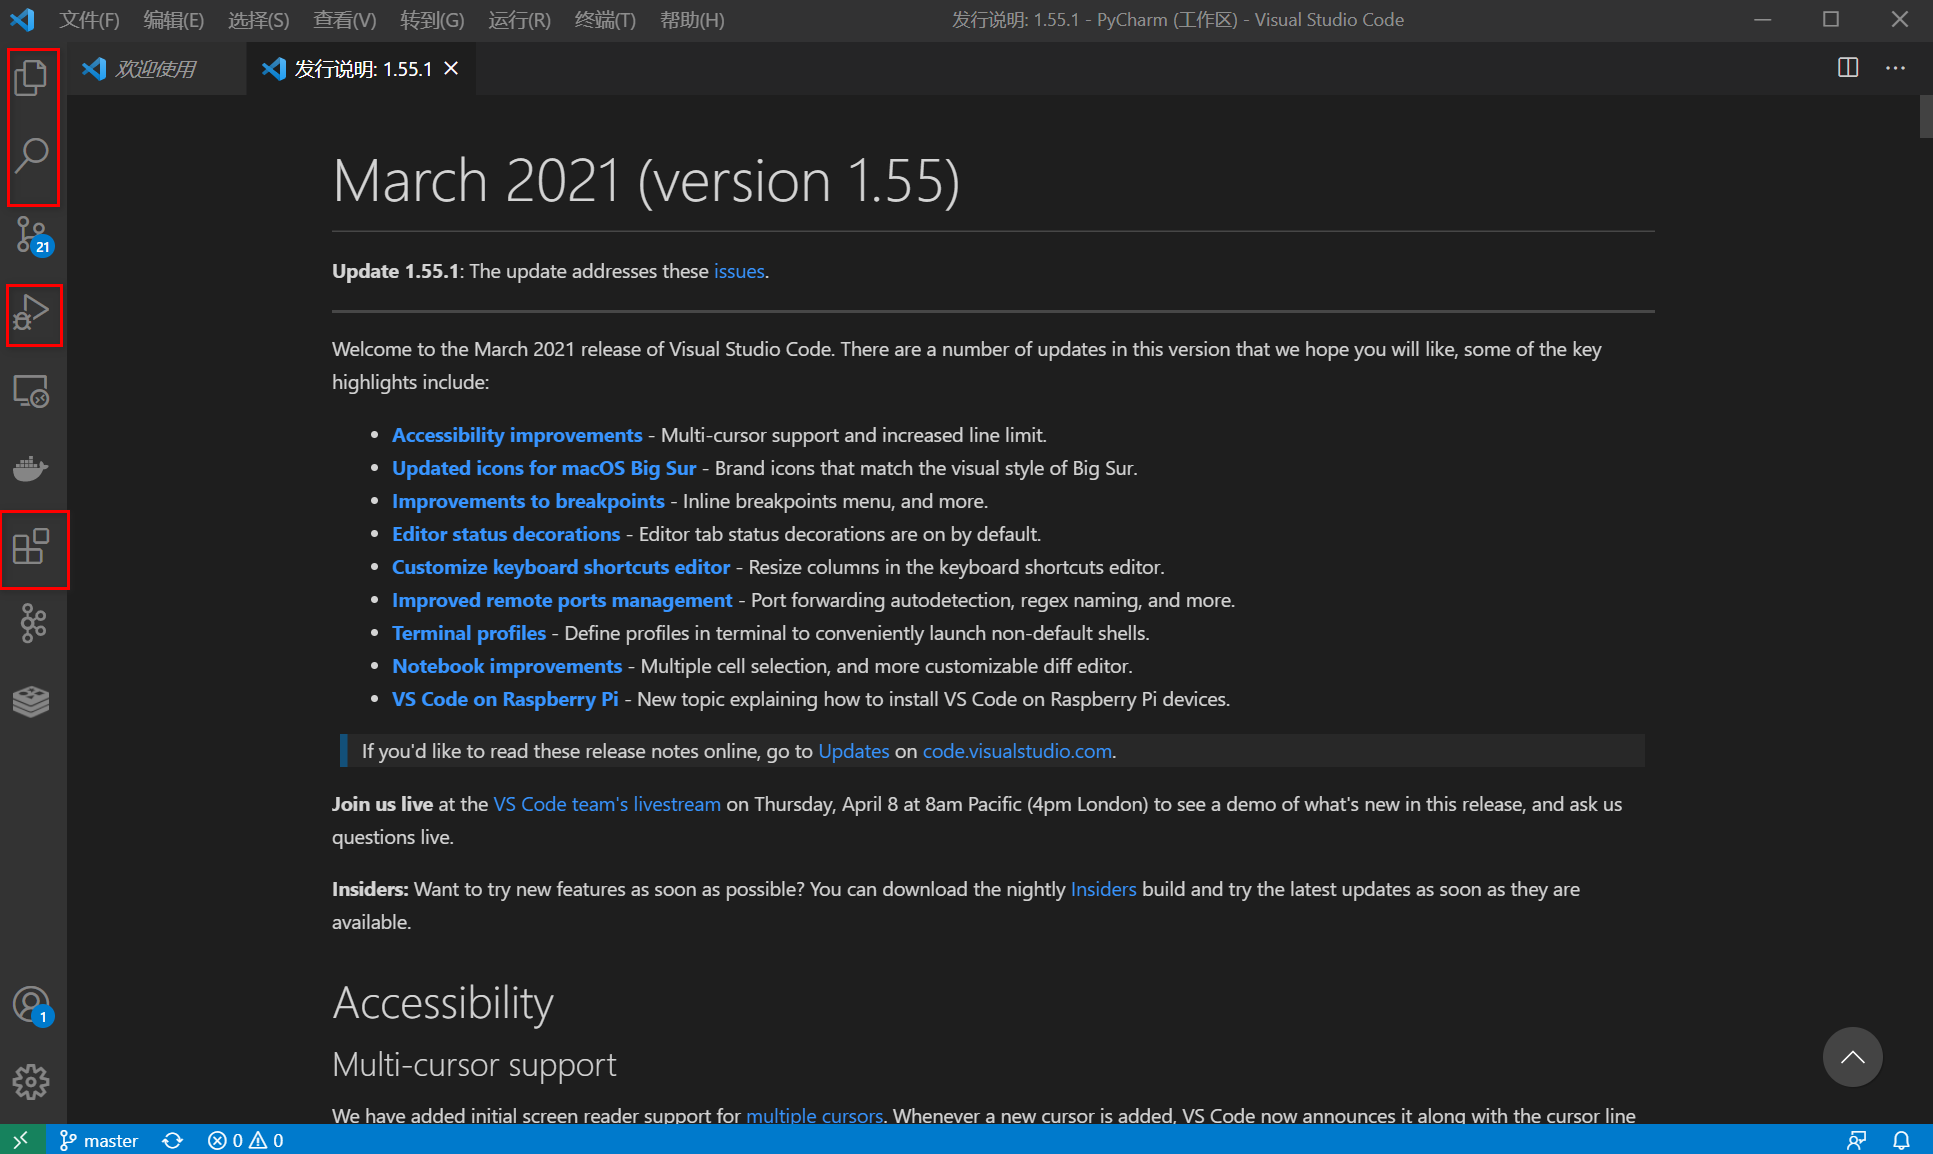 文件(F) 编辑(E) 选择(S) 查看(V) 转到(G) 运行(R) 终端(T) 帮助(H) 发行说明: 1.55.1 - PyCharm (工作区) - Visual Studio Code
欢迎使用 发行说明: 1.55.1
March 2021 (version 1.55)
21
Update 1.55.1: The update addresses these issues.
Welcome to the March 2021 release of Visual Studio Code. There are a number of updates in this version that we hope you will like, some of the key
highlights include:
• Accessibility improvements - Multi-cursor support and increased line limit.
• Updated icons for macOS Big Sur - Brand icons that match the visual style of Big Sur.
• Improvements to breakpoints - Inline breakpoints menu, and more.
• Editor status decorations - Editor tab status decorations are on by default.
• Customize keyboard shortcuts editor - Resize columns in the keyboard shortcuts editor.
• Improved remote ports management - Port forwarding autodetection, regex naming, and more.
• Terminal profiles - Define profiles in terminal to conveniently launch non-default shells.
• Notebook improvements - Multiple cell selection, and more customizable diff editor.
• VS Code on Raspberry Pi - New topic explaining how to install VS Code on Raspberry Pi devices.
If you'd like to read these release notes online, go to Updates on code.visualstudio.com.
Join us live at the VS Code team's livestream on Thursday, April 8 at 8am Pacific (4pm London) to see a demo of what's new in this release, and ask us
questions live.
Insiders: Want to try new features as soon as possible? You can download the nightly Insiders build and try the latest updates as soon as they are
available.
Accessibility
1
Multi-cursor support
We have added initial screen reader support for multiple cursors. Whenever a new cursor is added, VS Code now announces it along with the cursor line
master 0 0